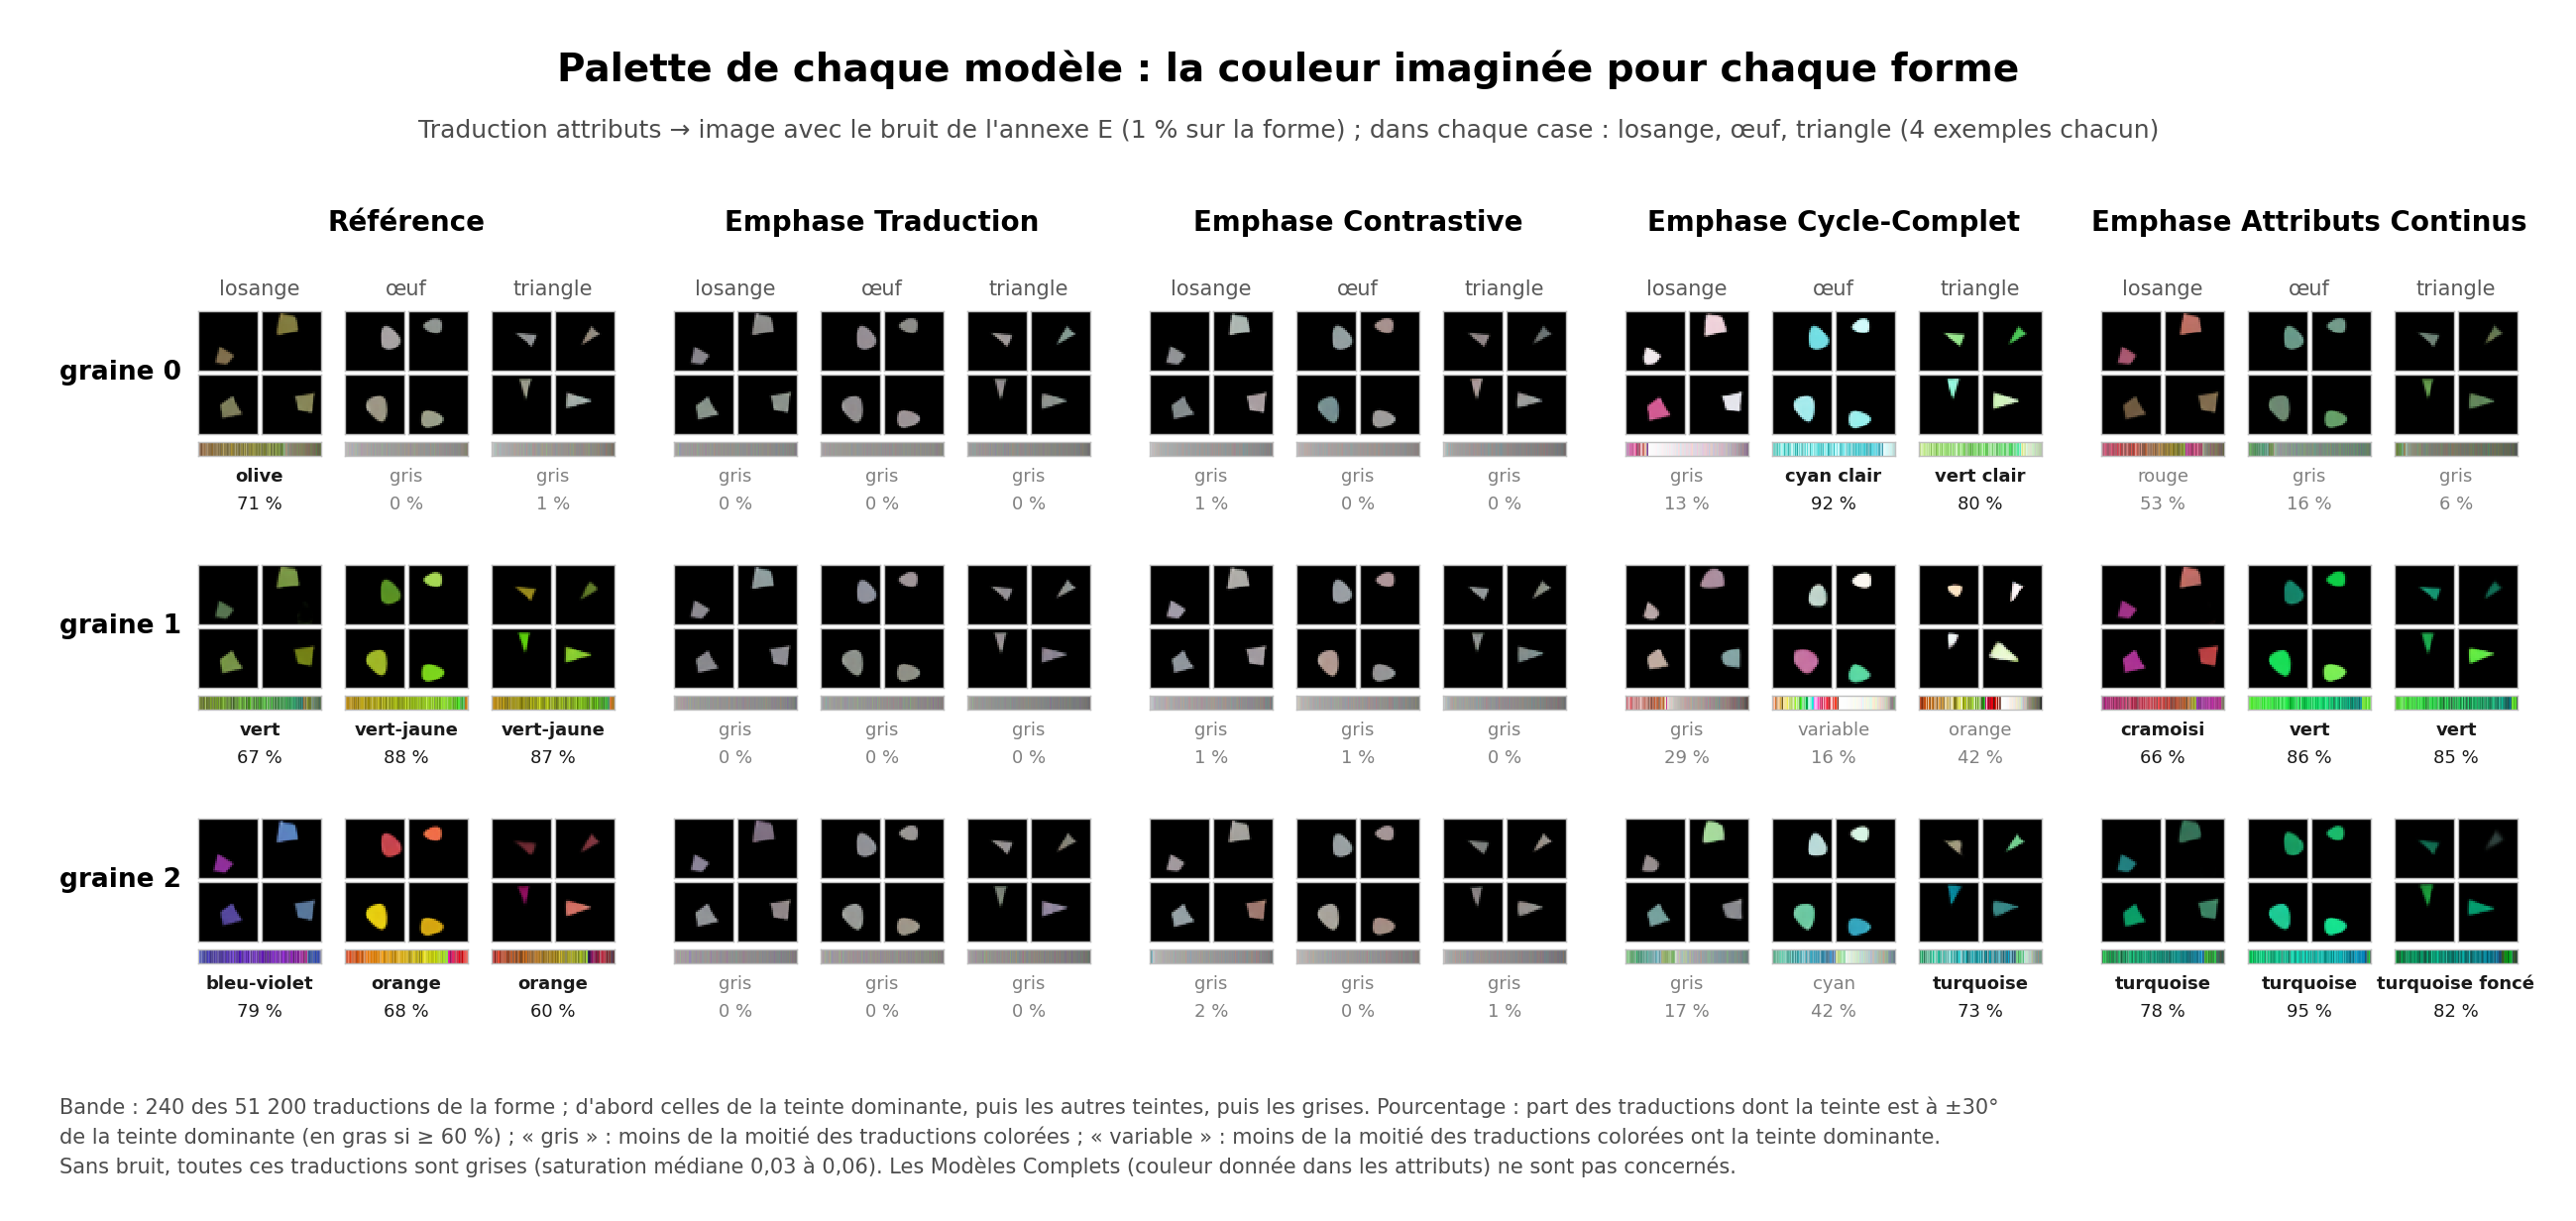 Palette de chaque modèle : la couleur imaginée pour chaque forme
Traduction attributs → image avec le bruit de l'annexe E (1 % sur la forme) ; dans chaque case : losange, œuf, triangle (4 exemples chacun)
Référence Emphase Traduction Emphase Contrastive Emphase Cycle-Complet Emphase Attributs Continus
losange œuf triangle losange œuf triangle losange œuf triangle losange œuf triangle losange œuf triangle
graine 0
olive gris gris gris gris gris gris gris gris gris cyan clair vert clair rouge gris gris
71 % 0 % 1 % 0 % 0 % 0 % 1 % 0 % 0 % 13 % 92 % 80 % 53 % 16 % 6 %
graine 1
vert vert-jaune vert-jaune gris gris gris gris gris gris gris variable orange cramoisi vert vert
67 % 88 % 87 % 0 % 0 % 0 % 1 % 1 % 0 % 29 % 16 % 42 % 66 % 86 % 85 %
graine 2
bleu-violet orange orange gris gris gris gris gris gris gris cyan turquoise turquoise turquoise turquoise foncé
79 % 68 % 60 % 0 % 0 % 0 % 2 % 0 % 1 % 17 % 42 % 73 % 78 % 95 % 82 %
Bande : 240 des 51 200 traductions de la forme ; d'abord celles de la teinte dominante, puis les autres teintes, puis les grises. Pourcentage : part des traductions dont la teinte est à ±30°
de la teinte dominante (en gras si ≥ 60 %) ; « gris » : moins de la moitié des traductions colorées ; « variable » : moins de la moitié des traductions colorées ont la teinte dominante.
Sans bruit, toutes ces traductions sont grises (saturation médiane 0,03 à 0,06). Les Modèles Complets (couleur donnée dans les attributs) ne sont pas concernés.